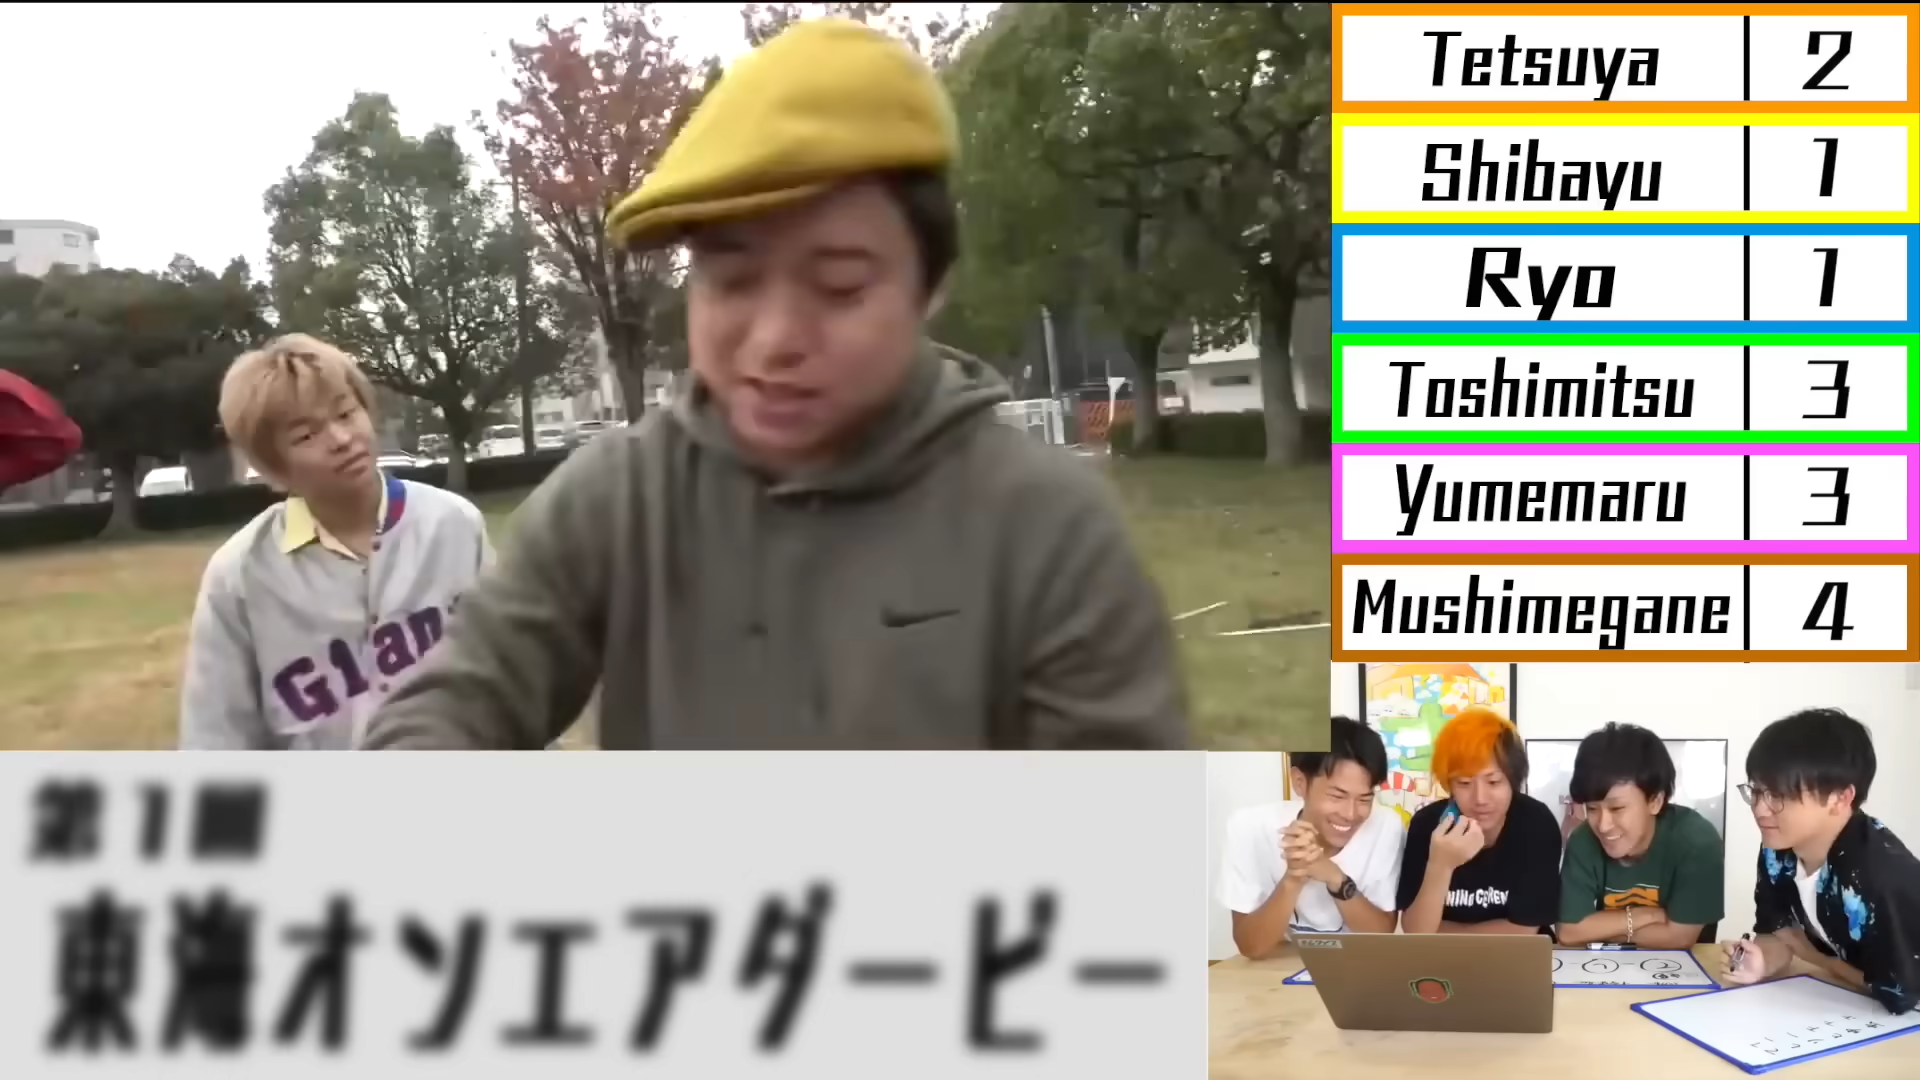 Tetsuya 2
Shibayu 1
Ryo 1
Toshimitsu 3
Yumemaru 3
Mushimegane 4
Gian
第1回
東海オンエアダービー